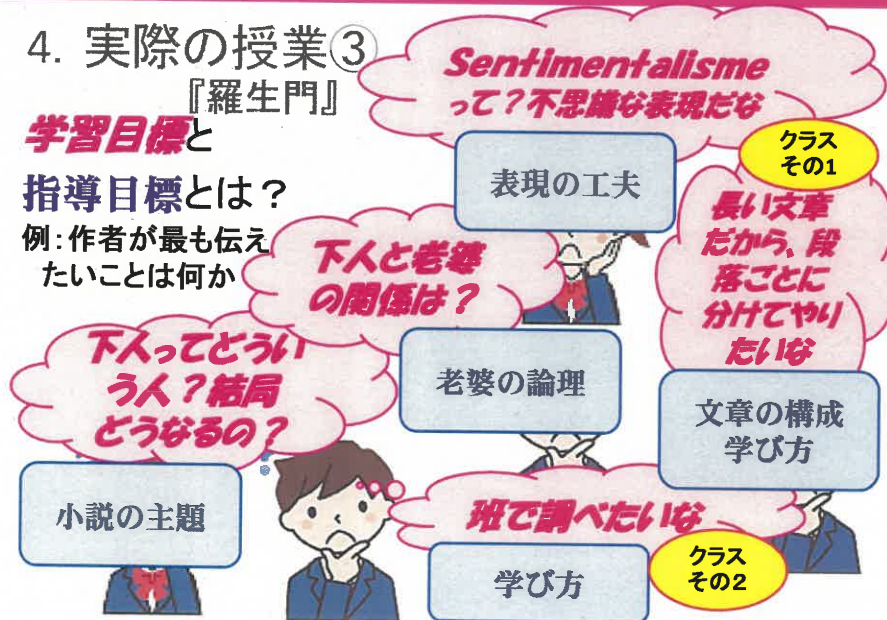 4. 実際の授業③
『羅生門』
学習目標と
指導目標とは?
例:作者が最も伝え
たいことは何か
Sentimentalisme
って?不思議な表現だな
表現の工夫
クラス
その1
長い文章
だから、段
落ごとに
分けてやり
たいな
文章の構成
学び方
下人と老婆
の関係は?
老婆の論理
下人ってどうい
う人?結局
どうなるの?
小説の主題
班で調べたいな
学び方
クラス
その2